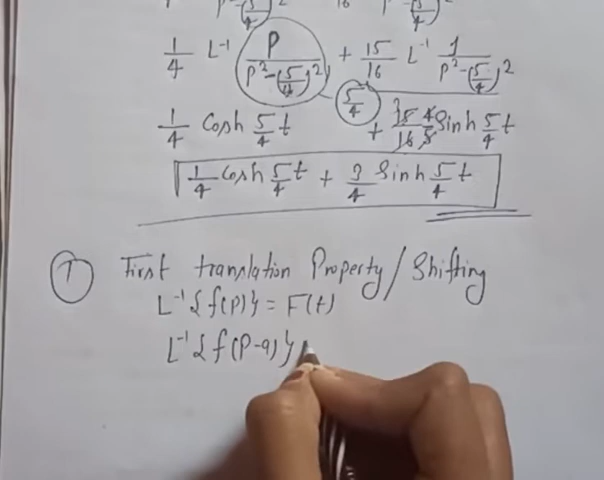 1/4 L⁻¹ P/(P²-(5/4)²) + 15/16 L⁻¹ 1/(P²-(5/4)²)
5/4
1/4 Cosh 5/4 t + 15/16 4/5 Sinh 5/4 t
1/4 Cosh 5/4 t + 3/4 Sinh 5/4 t
① First translation Property/Shifting
L⁻¹{f(P)} = F(t)
L⁻¹{f(P-a)}